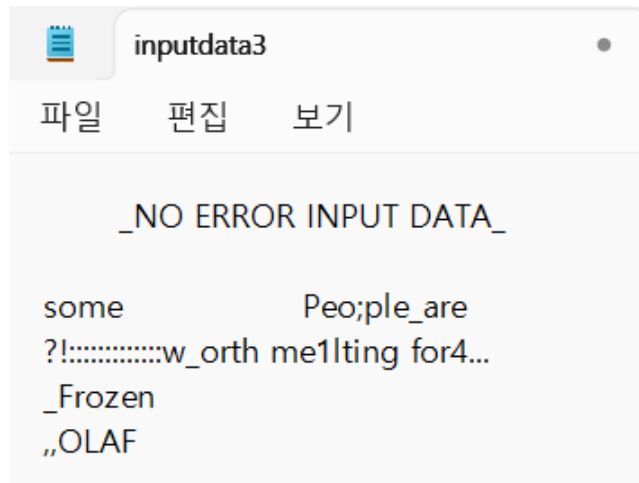 inputdata3
파일 편집 보기
_NO ERROR INPUT DATA_
some Peo;ple_are
?!:::::::::::::w_orth me1lting for4...
_Frozen
,,OLAF